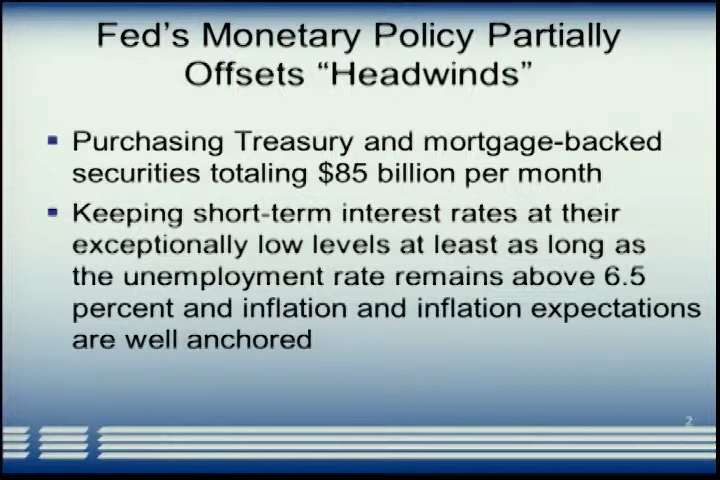 Fed's Monetary Policy Partially
Offsets “Headwinds”
▪ Purchasing Treasury and mortgage-backed
securities totaling $85 billion per month
▪ Keeping short-term interest rates at their
exceptionally low levels at least as long as
the unemployment rate remains above 6.5
percent and inflation and inflation expectations
are well anchored
2